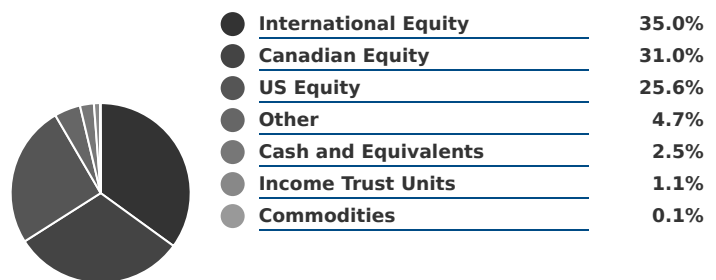 International Equity 35.0%
Canadian Equity 31.0%
US Equity 25.6%
Other 4.7%
Cash and Equivalents 2.5%
Income Trust Units 1.1%
Commodities 0.1%